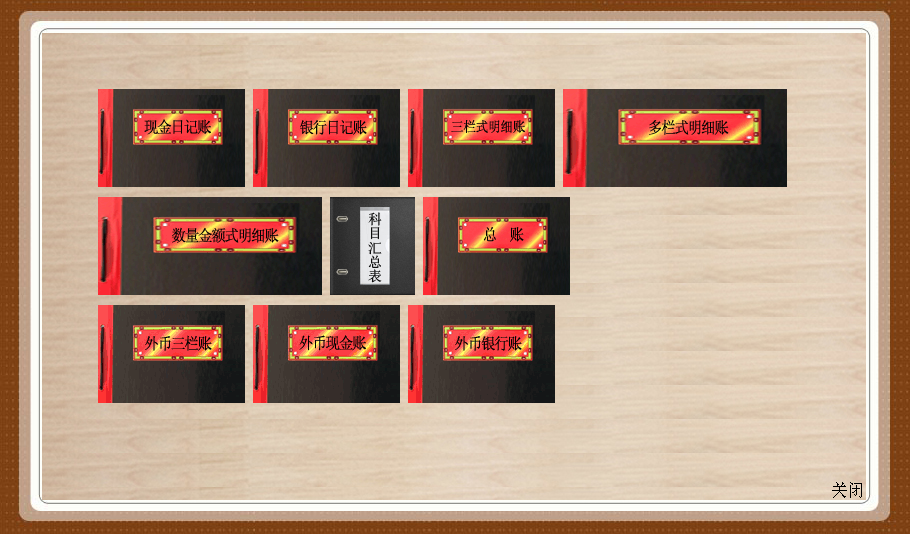 现金日记账
银行日记账
三栏式明细账
多栏式明细账
数量金额式明细账
科目汇总表
总 账
外币三栏账
外币现金账
外币银行账
关闭